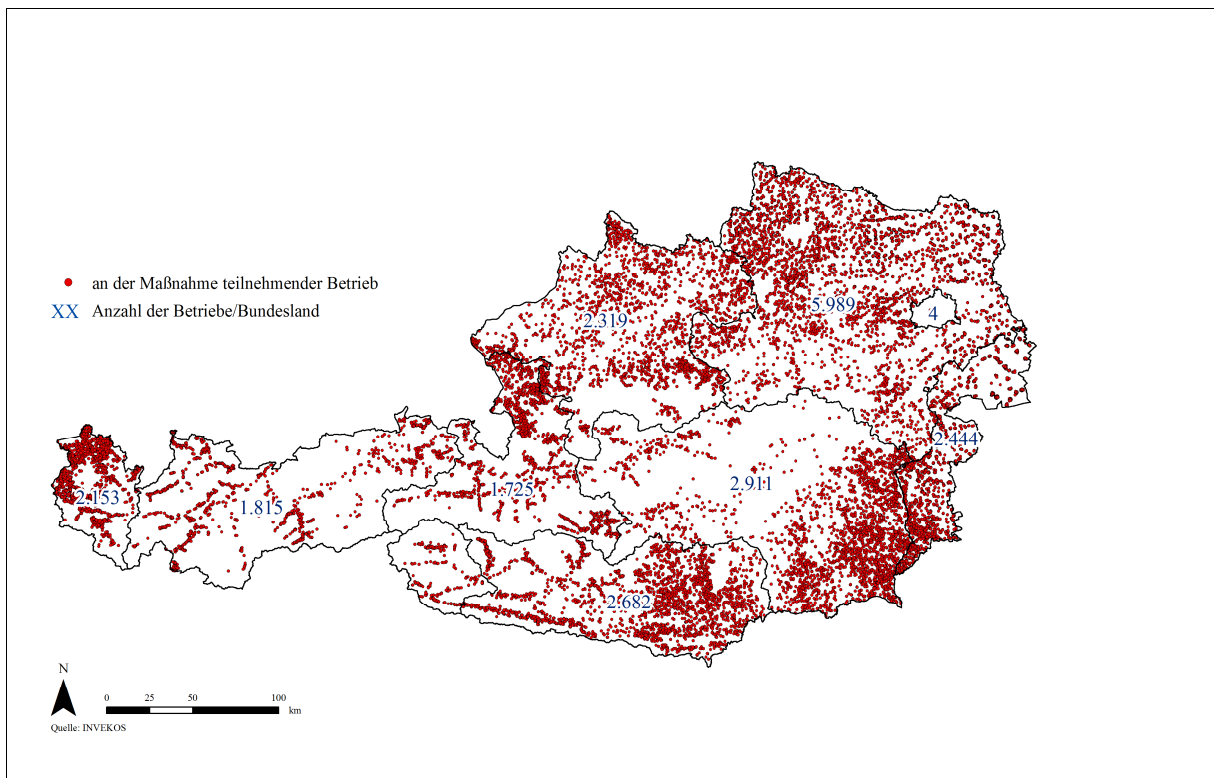 an der Maßnahme teilnehmender Betrieb
XX Anzahl der Betriebe/Bundesland
5.989
4
2.319
2.444
2.153
1.815
1.725
2.911
2.682
N
0 25 50 100
km
Quelle: INVEKOS